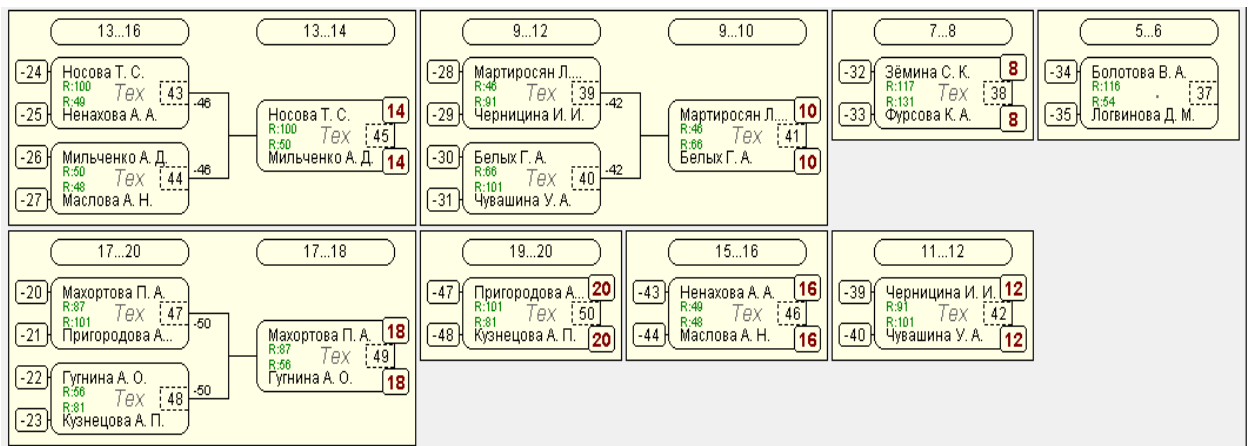 13...16
13...14
-24
Носова Т. С.
R:100
Тех
43
R:49
-25
Ненахова А. А.
-46
-26
Мильченко А. Д.
R:50
Тех
44
R:48
-27
Маслова А. Н.
-46
Носова Т. С.
14
R:100
Тех
45
R:50
Мильченко А. Д.
14
9...12
9...10
-28
Мартиросян Л....
R:46
Тех
39
R:91
-29
Черницина И. И.
-42
-30
Белых Г. А.
R:66
Тех
40
R:101
-31
Чувашина У. А.
-42
Мартиросян Л....
10
R:46
Тех
41
R:66
Белых Г. А.
10
7...8
-32
Зёмина С. К.
8
R:117
Тех
38
R:131
-33
Фурсова К. А.
8
5...6
-34
Болотова В. А.
R:116
37
R:54
-35
Логвинова Д. М.
17...20
17...18
-20
Махортова П. А.
R:87
Тех
47
R:101
-21
Пригородова А...
-50
-22
Гугнина А. О.
R:56
Тех
48
R:81
-23
Кузнецова А. П.
-50
Махортова П. А.
18
R:87
Тех
49
R:56
Гугнина А. О.
18
19...20
-47
Пригородова А...
20
R:101
Тех
50
R:81
-48
Кузнецова А. П.
20
15...16
-43
Ненахова А. А.
16
R:49
Тех
46
R:48
-44
Маслова А. Н.
16
11...12
-39
Черницина И. И.
12
R:91
Тех
42
R:101
-40
Чувашина У. А.
12